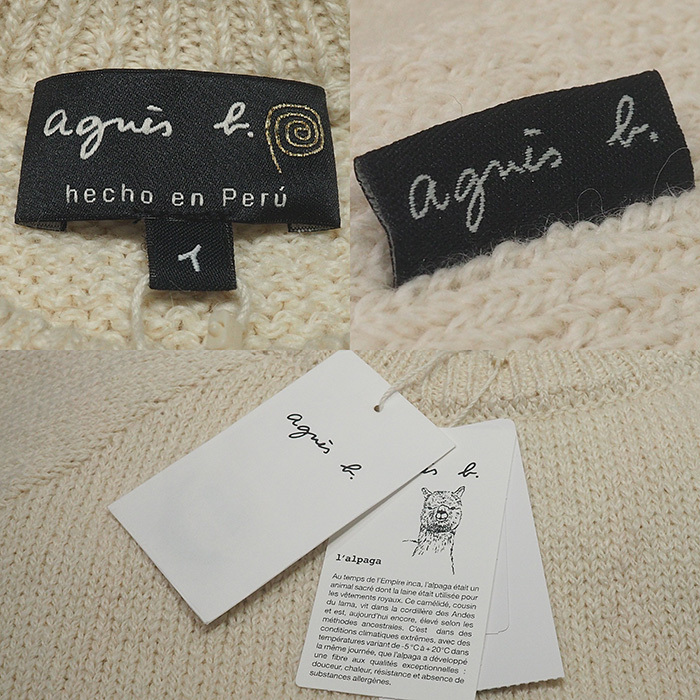 agnès b.
hecho en Perú
1
agnès b.
agnès b.
b.
l'alpaga
Au temps de l'Empire inca, l'alpaga était un
animal sacré dont la laine était utilisée pour
les vêtements royaux. Ce camélidé, cousin
du lama, vit dans la cordilière des Andes
et est, aujourd'hui encore, élevé selon les
méthodes ancestrales. C'est dans des
conditions climatiques extrêmes, avec des
températures variant de -5°C à + 20°C dans
la même journée, que l'alpaga a développé
une fibre aux qualités exceptionnelles :
douceur, chaleur, résistance et absence de
substances allergènes.